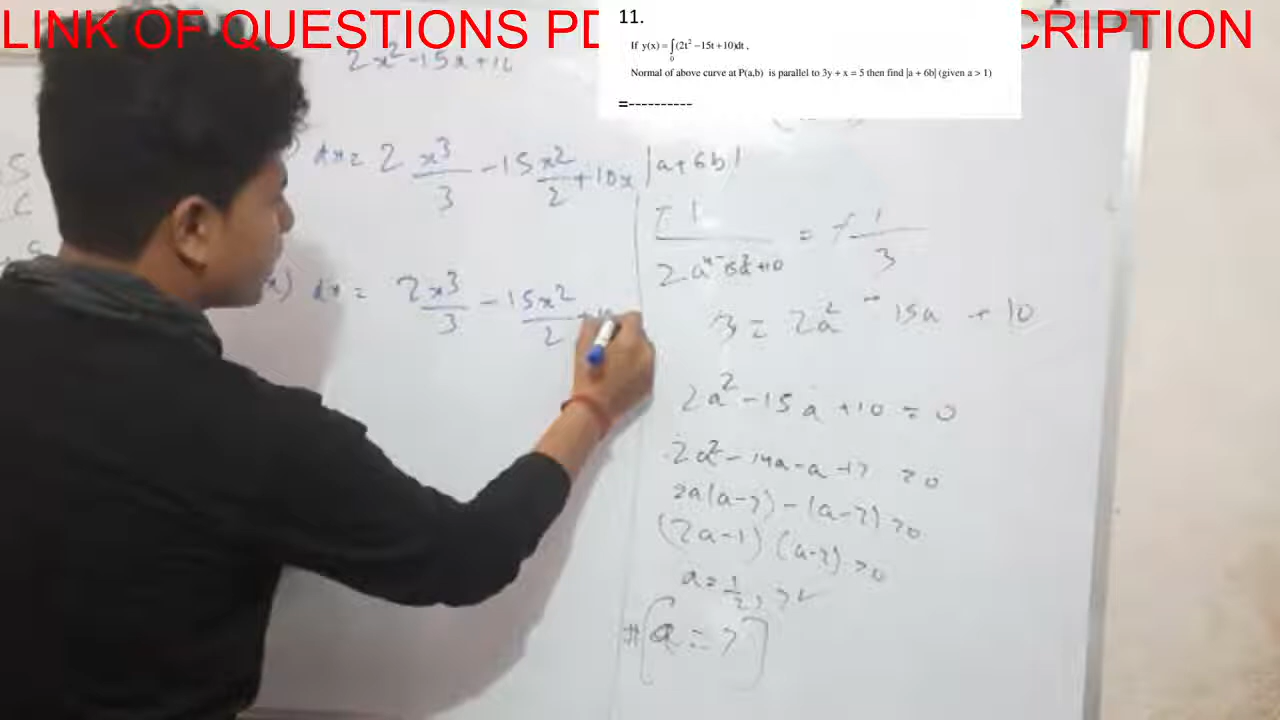 LINK OF QUESTIONS PD
CRIPTION
11.
If y(x) = ∫(2t² −15t +10)dt ,
0
Normal of above curve at P(a,b) is parallel to 3y + x = 5 then find |a + 6b| (given a > 1)
=----------
2x² -15x+10
dx = 2 x³/3 - 15 x²/2 + 10x
dx = 2x³/3 - 15x²/2 +
|a+6b|
3 = 2a² - 15a + 10
2a² - 15a + 10 = 0
2a² - 14a - a + 7 = 0
2a(a-7) - (a-7) = 0
(2a-1) (a-7) = 0
a = 1/2, 7 ✓
# [a = 7]